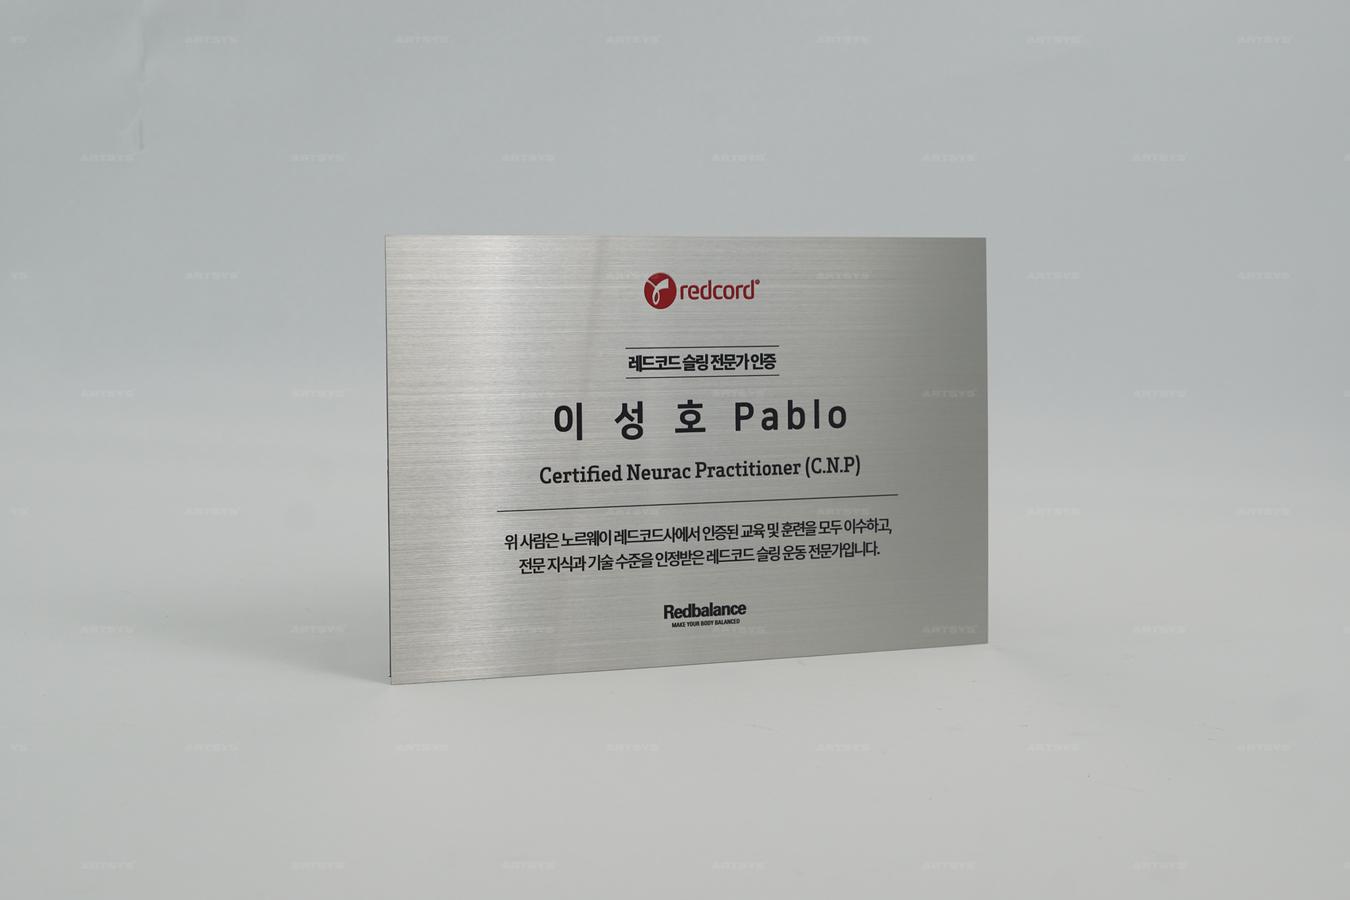 redcord®
레드코드 슬링 전문가 인증
이 성 호 Pablo
Certified Neurac Practitioner (C.N.P)
위 사람은 노르웨이 레드코드사에서 인증된 교육 및 훈련을 모두 이수하고,
전문 지식과 기술 수준을 인정받은 레드코드 슬링 운동 전문가입니다.
Redbalance
MAKE YOUR BODY BALANCED
ARTSYS